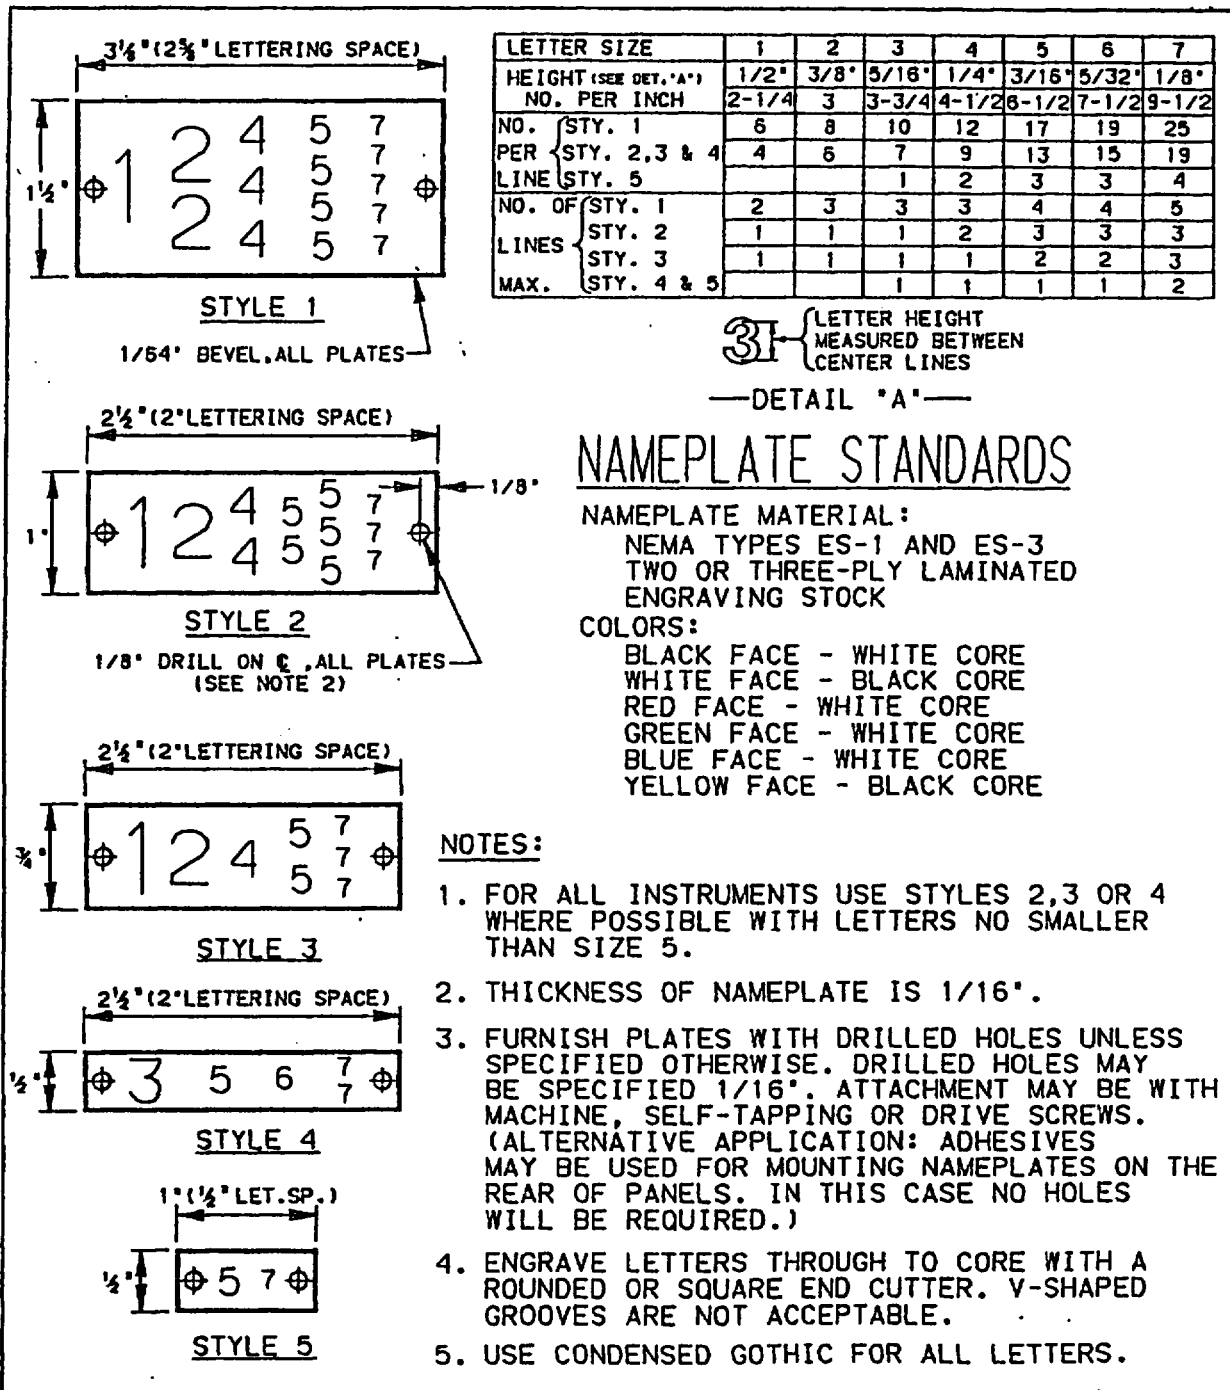 3⅛"(2⅝"LETTERING SPACE)
1½"
1 2 4 5 7
2 4 5 7
4 5 7
5 7
7
STYLE 1
1/64" BEVEL,ALL PLATES
2½"(2"LETTERING SPACE)
1/8"
1"
1 2 4 5 5 7
4 5 5 7
5 7
STYLE 2
1/8" DRILL ON ℄ ,ALL PLATES
(SEE NOTE 2)
2½"(2"LETTERING SPACE)
¾"
1 2 4 5 7
5 7
7
STYLE 3
2½"(2"LETTERING SPACE)
½"
3 5 6 7
7
STYLE 4
1"(½"LET.SP.)
½"
5 7
STYLE 5
LETTER SIZE 1 2 3 4 5 6 7
HEIGHT (SEE DET."A") 1/2" 3/8" 5/16" 1/4" 3/16" 5/32" 1/8"
NO. PER INCH 2-1/4 3 3-3/4 4-1/2 6-1/2 7-1/2 9-1/2
NO. STY. 1 6 8 10 12 17 19 25
PER STY. 2,3 & 4 4 6 7 9 13 15 19
LINE STY. 5 1 2 3 3 4
NO. OF STY. 1 2 3 3 3 4 4 5
LINES STY. 2 1 1 1 2 3 3 3
STY. 3 1 1 1 1 2 2 3
MAX. STY. 4 & 5 1 1 1 1 2
3 LETTER HEIGHT
MEASURED BETWEEN
CENTER LINES
DETAIL "A"
NAMEPLATE STANDARDS
NAMEPLATE MATERIAL:
NEMA TYPES ES-1 AND ES-3
TWO OR THREE-PLY LAMINATED
ENGRAVING STOCK
COLORS:
BLACK FACE - WHITE CORE
WHITE FACE - BLACK CORE
RED FACE - WHITE CORE
GREEN FACE - WHITE CORE
BLUE FACE - WHITE CORE
YELLOW FACE - BLACK CORE
NOTES:
1. FOR ALL INSTRUMENTS USE STYLES 2,3 OR 4
WHERE POSSIBLE WITH LETTERS NO SMALLER
THAN SIZE 5.
2. THICKNESS OF NAMEPLATE IS 1/16".
3. FURNISH PLATES WITH DRILLED HOLES UNLESS
SPECIFIED OTHERWISE. DRILLED HOLES MAY
BE SPECIFIED 1/16". ATTACHMENT MAY BE WITH
MACHINE, SELF-TAPPING OR DRIVE SCREWS.
(ALTERNATIVE APPLICATION: ADHESIVES
MAY BE USED FOR MOUNTING NAMEPLATES ON THE
REAR OF PANELS. IN THIS CASE NO HOLES
WILL BE REQUIRED.)
4. ENGRAVE LETTERS THROUGH TO CORE WITH A
ROUNDED OR SQUARE END CUTTER. V-SHAPED
GROOVES ARE NOT ACCEPTABLE.
5. USE CONDENSED GOTHIC FOR ALL LETTERS.